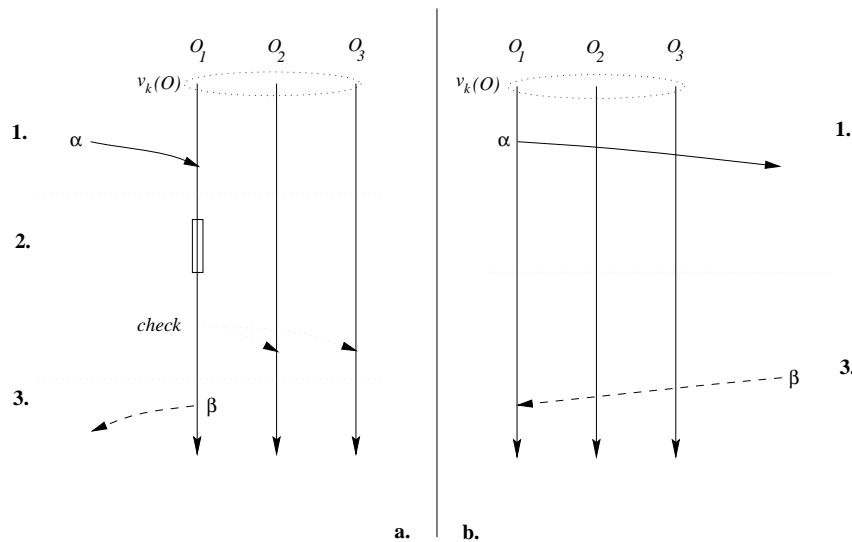 O1 O2 O3
vk(O)
1.
α
2.
check
3.
β
a.
O1 O2 O3
vk(O)
α
1.
β
3.
b.